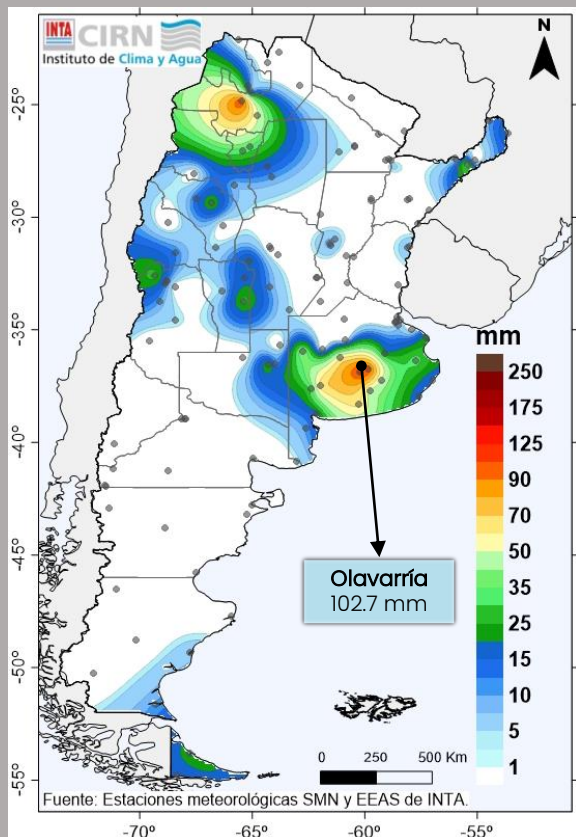 INTA CIRN
Instituto de Clima y Agua
N
-25°
-30°
-35°
-40°
-45°
-50°
-55°
mm
250
175
125
90
70
50
35
25
15
10
5
1
Olavarría
102.7 mm
0 250 500 Km
Fuente: Estaciones meteorológicas SMN y EEAS de INTA.
-70° -65° -60° -55°